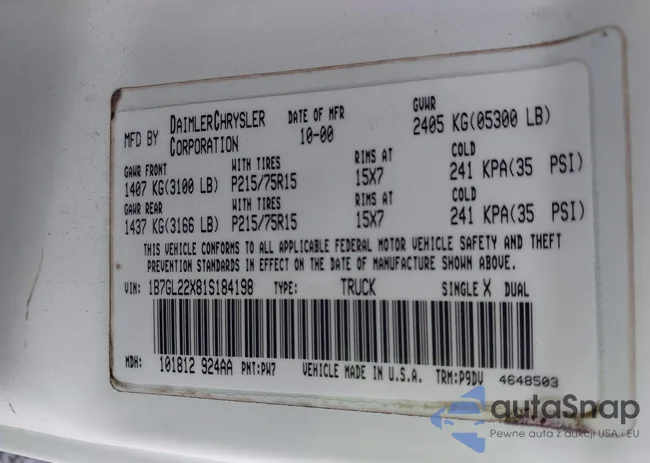 MFD BY DAIMLERCHRYSLER CORPORATION
DATE OF MFR 10-00
GVWR 2405 KG(05300 LB)
GAWR FRONT WITH TIRES RIMS AT COLD
1407 KG(3100 LB) P215/75R15 15X7 241 KPA(35 PSI)
GAWR REAR WITH TIRES RIMS AT COLD
1437 KG(3166 LB) P215/75R15 15X7 241 KPA(35 PSI)
THIS VEHICLE CONFORMS TO ALL APPLICABLE FEDERAL MOTOR VEHICLE SAFETY AND THEFT
PREVENTION STANDARDS IN EFFECT ON THE DATE OF MANUFACTURE SHOWN ABOVE.
VIN: 1B7GL22X81S184198 TYPE: TRUCK SINGLE X DUAL
MDH: 101812 924AA PNT:PW7 VEHICLE MADE IN U.S.A. TRM:P9DV 4648503
autaSnap
Pewne auta z aukcji USA i EU